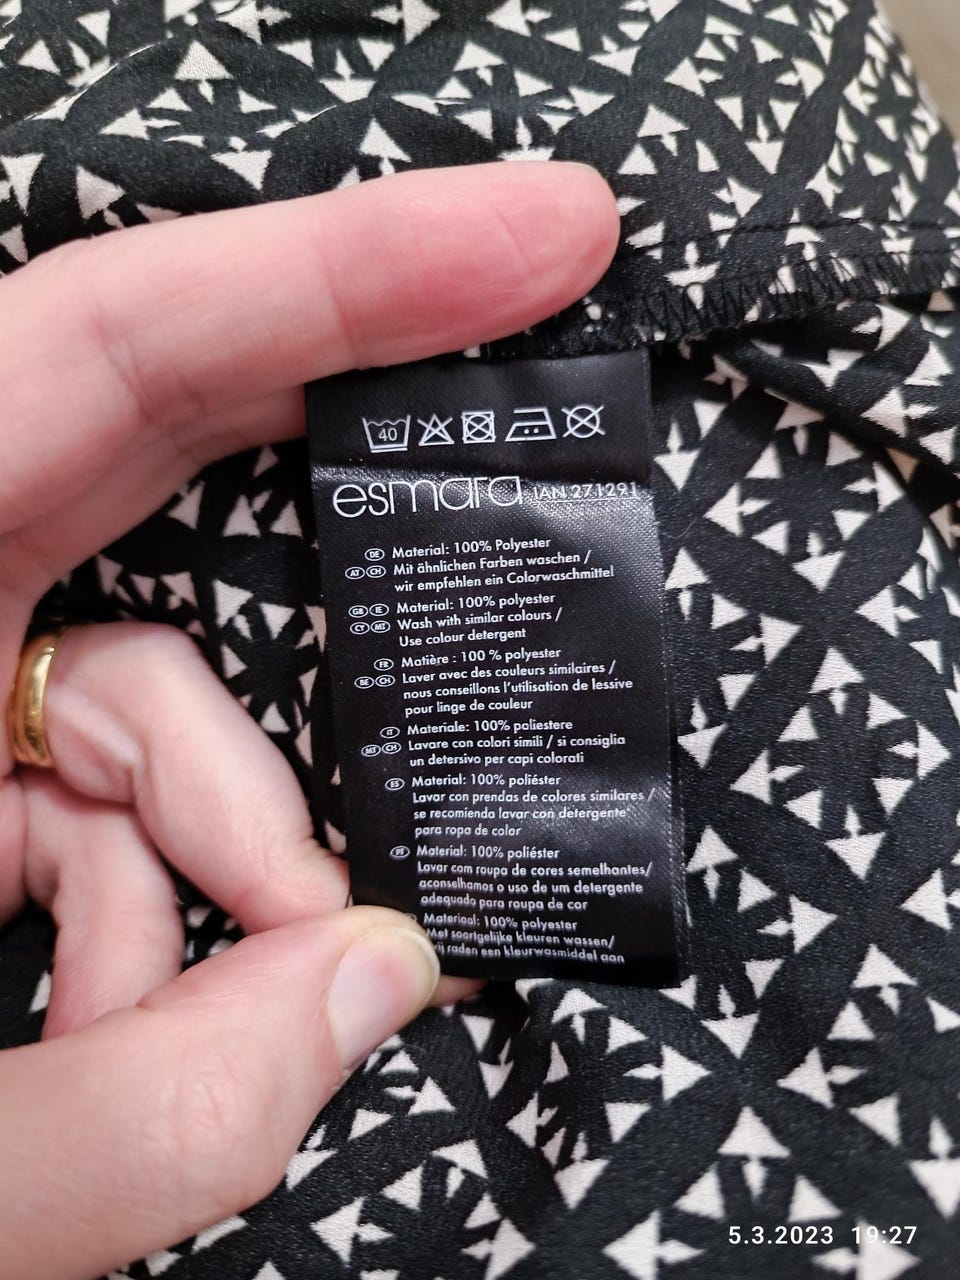 40
esmara IAN 271291
DE Material: 100% Polyester
AT CH Mit ähnlichen Farben waschen /
wir empfehlen ein Colorwaschmittel
GB IE Material: 100% polyester
CY MT Wash with similar colours /
Use colour detergent
FR Matière : 100 % polyester
BE CH Laver avec des couleurs similaires /
nous conseillons l'utilisation de lessive
pour linge de couleur
IT Materiale: 100% poliestere
MT CH Lavare con colori simili / si consiglia
un detersivo per capi colorati
ES Material: 100% poliéster
Lavar con prendas de colores similares /
se recomienda lavar con detergente
para ropa de color
PT Material: 100% poliéster
Lavar com roupa de cores semelhantes/
aconselhamos o uso de um detergente
adequado para roupa de cor
Materiaal: 100% polyester
Met soortgelijke kleuren wassen/
wij raden een kleurwasmiddel aan
5.3.2023 19:27